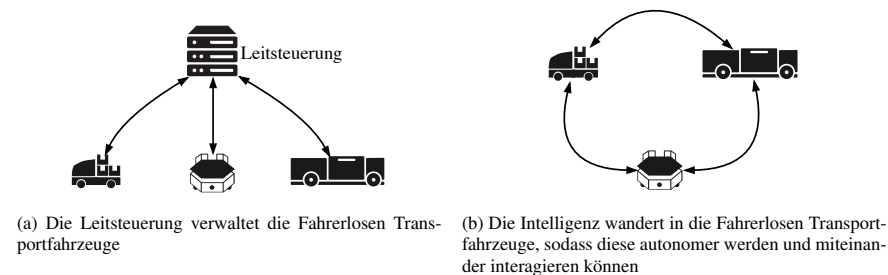 Leitsteuerung
(a) Die Leitsteuerung verwaltet die Fahrerlosen Trans-
portfahrzeuge
(b) Die Intelligenz wandert in die Fahrerlosen Transport-
fahrzeuge, sodass diese autonomer werden und miteinan-
der interagieren können